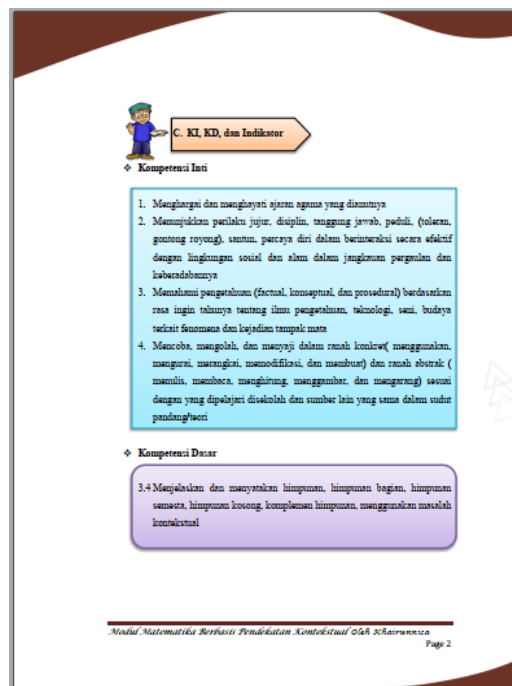 C. KI, KD, dan Indikator
❖ Kompetensi Inti
1. Menghargai dan menghayati ajaran agama yang dianutnya
2. Menunjukkan perilaku jujur, disiplin, tanggung jawab, peduli, (toleran,
gontong royong), santun, percaya diri dalam berinteraksi secara efektif
dengan lingkungan sosial dan alam dalam jangkauan pergaulan dan
keberadabannya
3. Memahami pengetahuan (factual, konseptual, dan prosedural) berdasarkan
rasa ingin tahunya tentang ilmu pengetahuan, teknologi, seni, budaya
terkait fenomena dan kejadian tampak mata
4. Mencoba, mengolah, dan menyaji dalam ranah konkret( menggunakan,
mengurai, merangkai, memodifikasi, dan membuat) dan ranah abstrak (
menulis, membaca, menghitung, menggambar, dan mengarang) sesuai
dengan yang dipelajari disekolah dan sumber lain yang sama dalam sudut
pandang/teori
❖ Kompetensi Dasar
3.4 Menjelaskan dan menyatakan himpunan, himpunan bagian, himpunan
semesta, himpunan kosong, komplemen himpunan, menggunakan masalah
kontekstual
Modul Matematika Berbasis Pendekatan Kontekstual Oleh Khairunnisa
Page 2